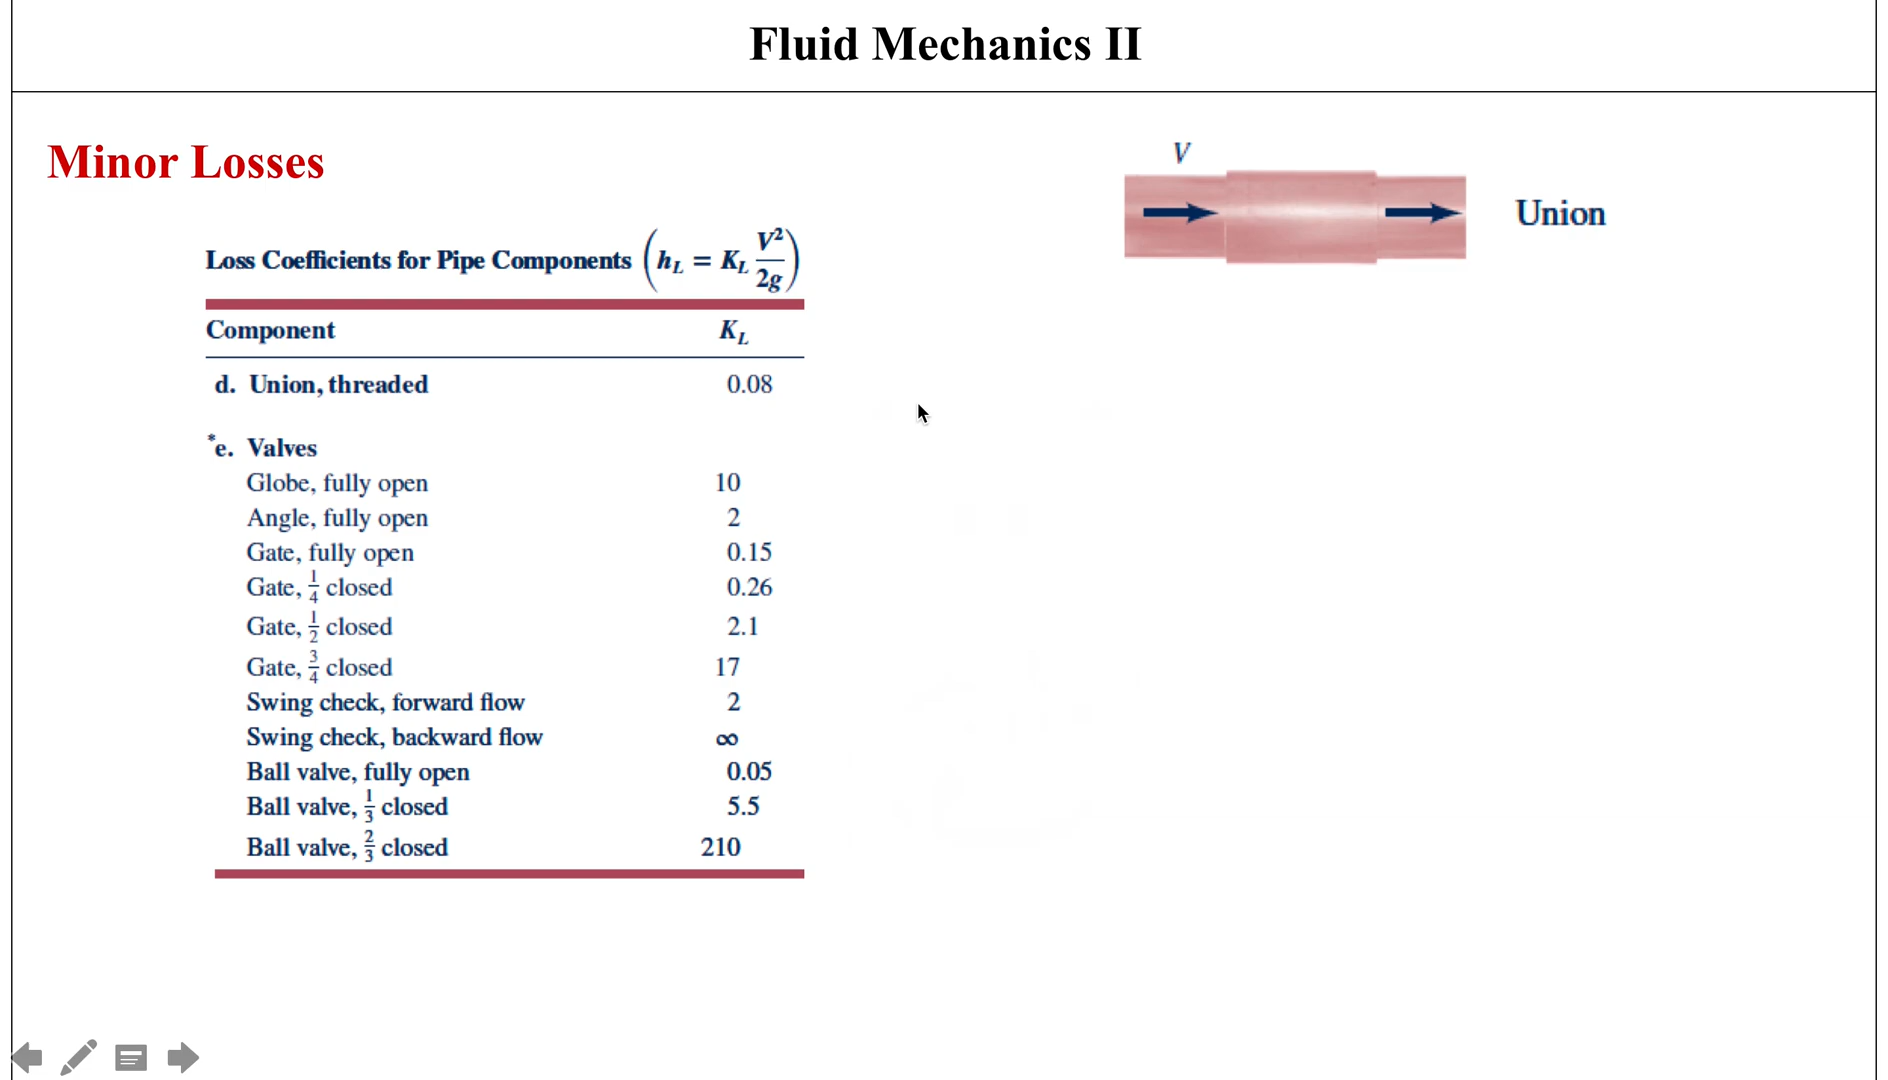 Fluid Mechanics II
Minor Losses
V
Union
Loss Coefficients for Pipe Components (h_L = K_L V²/2g)
Component K_L
d. Union, threaded 0.08
*e. Valves
Globe, fully open 10
Angle, fully open 2
Gate, fully open 0.15
Gate, 1/4 closed 0.26
Gate, 1/2 closed 2.1
Gate, 3/4 closed 17
Swing check, forward flow 2
Swing check, backward flow ∞
Ball valve, fully open 0.05
Ball valve, 1/3 closed 5.5
Ball valve, 2/3 closed 210